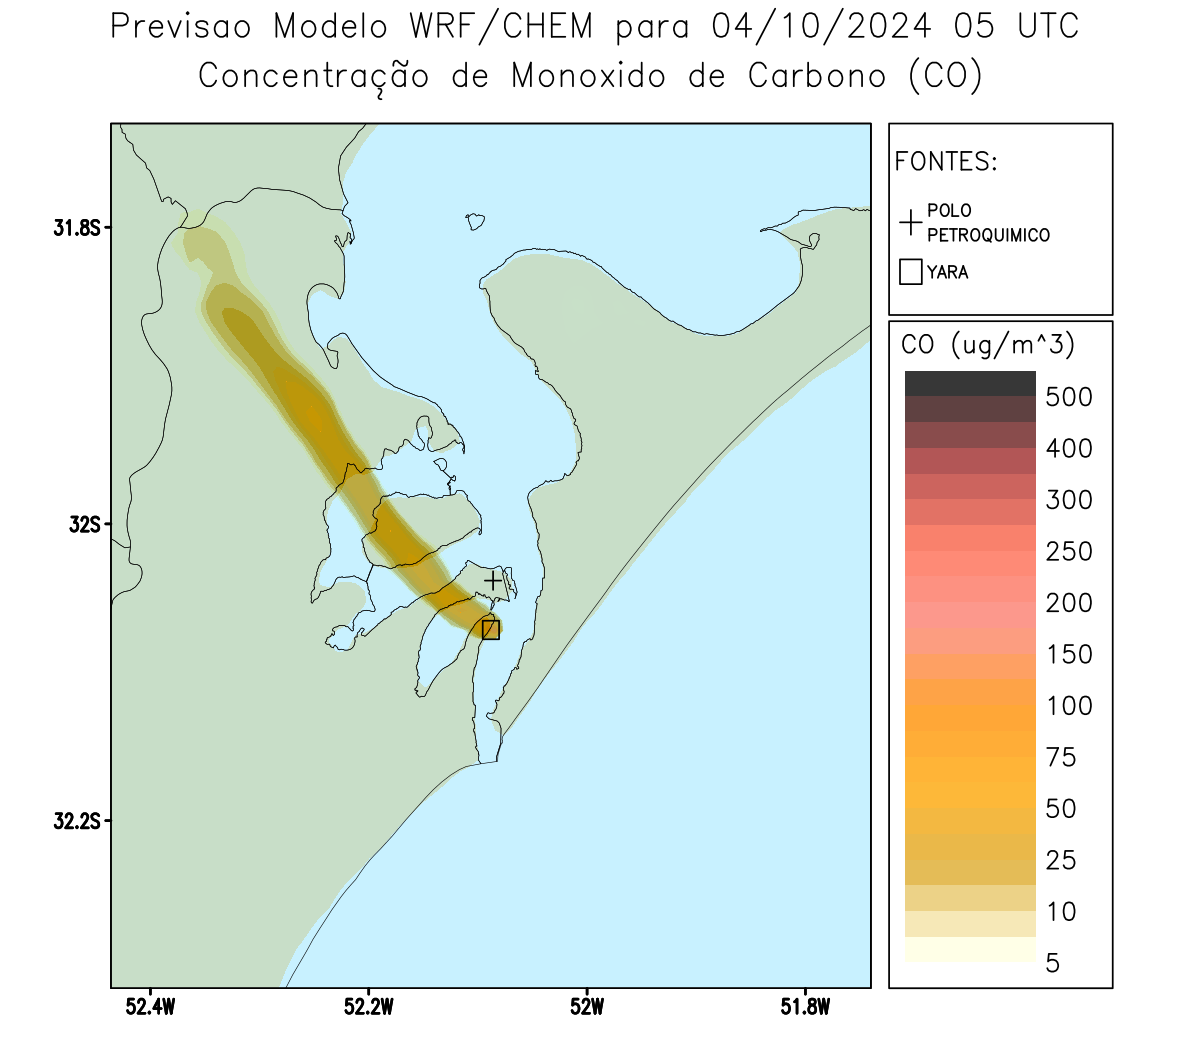 Previsao Modelo WRF/CHEM para 04/10/2024 05 UTC
Concentração de Monoxido de Carbono (CO)
FONTES:
POLO
PETROQUIMICO
YARA
CO (ug/m^3)
500
400
300
250
200
150
100
75
50
25
10
5
31.8S
32S
32.2S
52.4W
52.2W
52W
51.8W